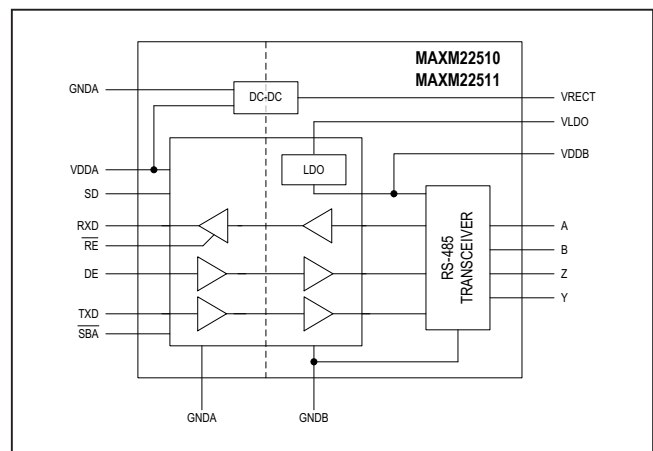 MAXM22510
MAXM22511
GNDA
DC-DC
VRECT
VLDO
VDDB
LDO
VDDA
SD
RXD
RE
DE
TXD
SBA
RS-485
TRANSCEIVER
A
B
Z
Y
GNDA
GNDB